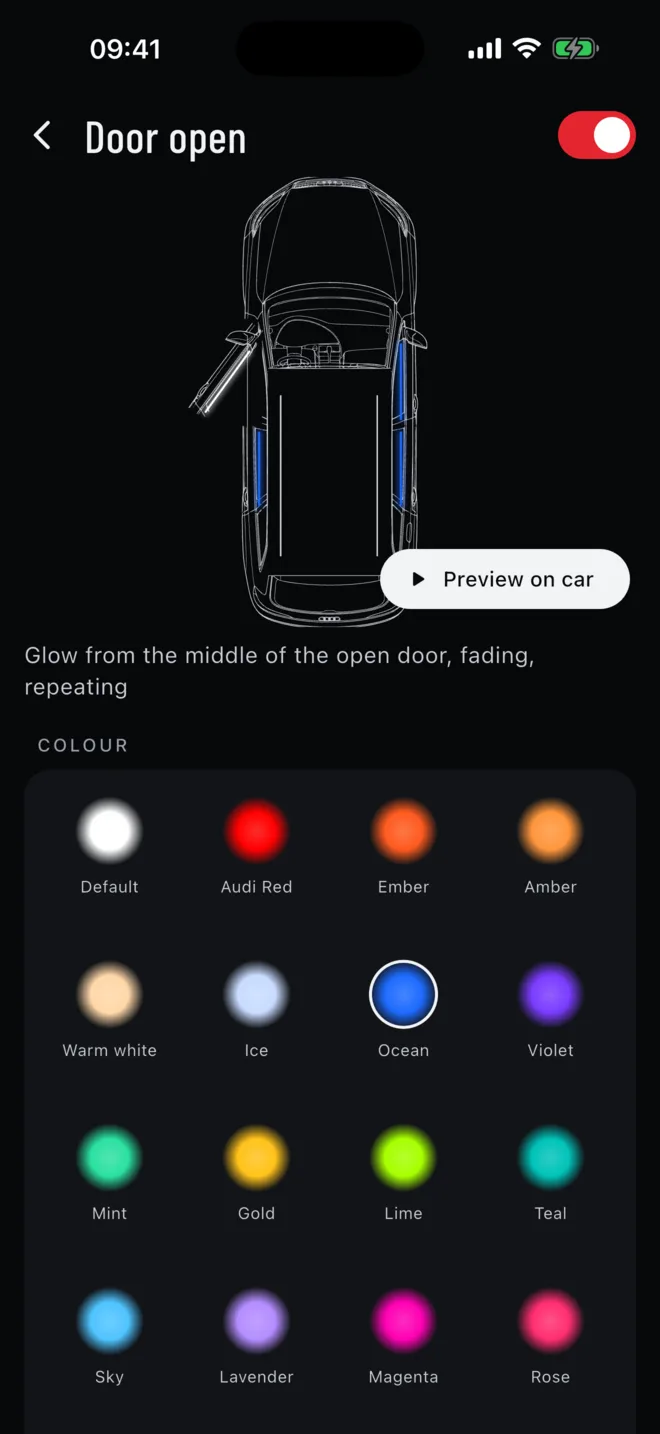 09:41
Door open
Preview on car
Glow from the middle of the open door, fading,
repeating
COLOUR
Default Audi Red Ember Amber
Warm white Ice Ocean Violet
Mint Gold Lime Teal
Sky Lavender Magenta Rose